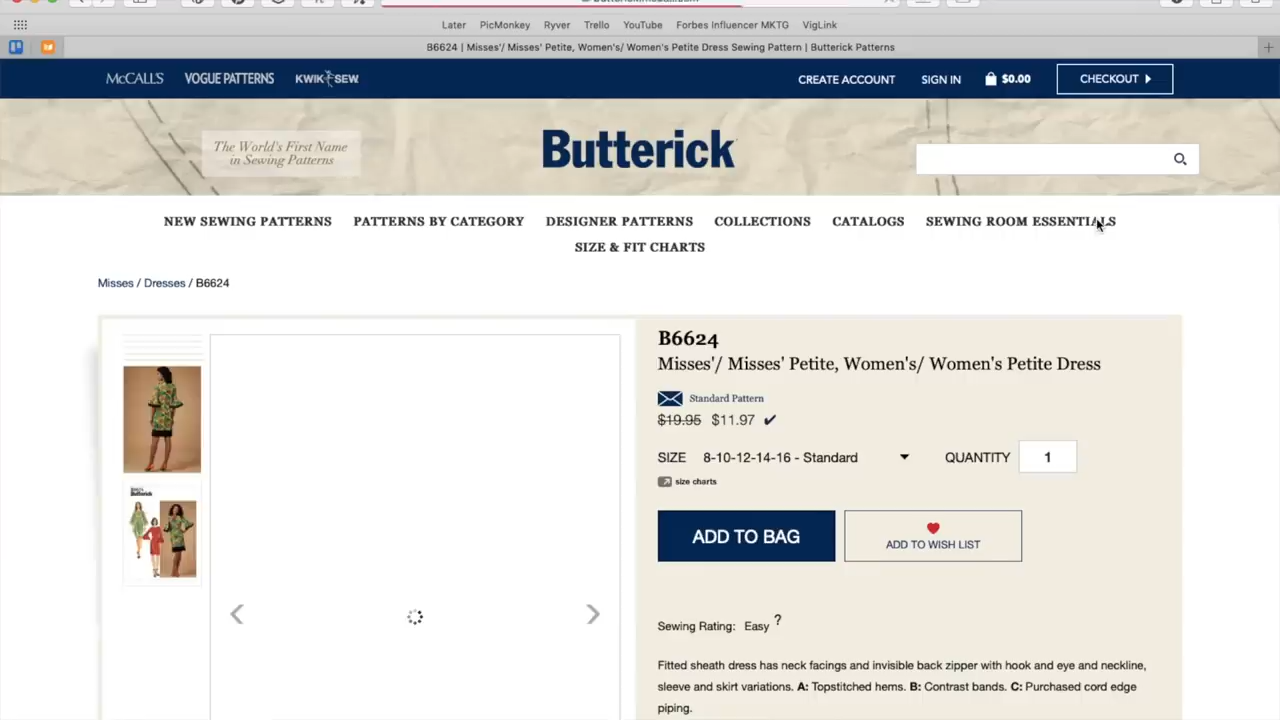 Later PicMonkey Ryver Trello YouTube Forbes Influencer MKTG VigLink
B6624 | Misses'/ Misses' Petite, Women's/ Women's Petite Dress Sewing Pattern | Butterick Patterns
McCALL'S VOGUE PATTERNS KWIK SEW CREATE ACCOUNT SIGN IN $0.00 CHECKOUT
The World's First Name
in Sewing Patterns
Butterick
NEW SEWING PATTERNS PATTERNS BY CATEGORY DESIGNER PATTERNS COLLECTIONS CATALOGS SEWING ROOM ESSENTIALS
SIZE & FIT CHARTS
Misses / Dresses / B6624
B6624
Misses'/ Misses' Petite, Women's/ Women's Petite Dress
Standard Pattern
$19.95 $11.97
SIZE 8-10-12-14-16 - Standard QUANTITY 1
size charts
ADD TO BAG
ADD TO WISH LIST
Butterick
Sewing Rating: Easy ?
Fitted sheath dress has neck facings and invisible back zipper with hook and eye and neckline,
sleeve and skirt variations. A: Topstitched hems. B: Contrast bands. C: Purchased cord edge
piping.